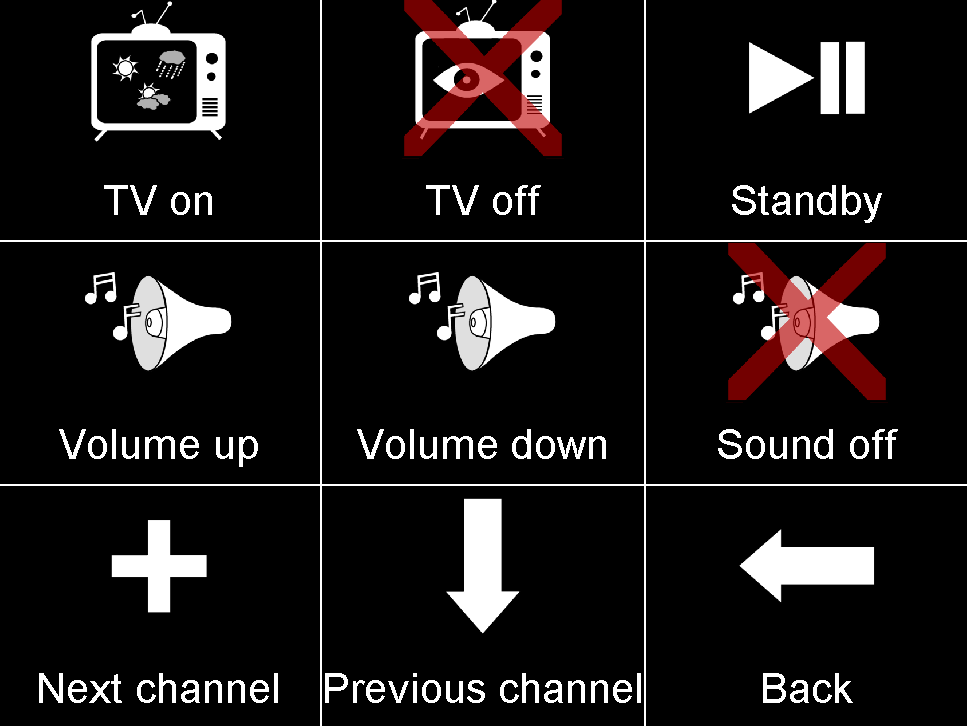 TV on
TV off
Standby
Volume up
Volume down
Sound off
Next channel
Previous channel
Back